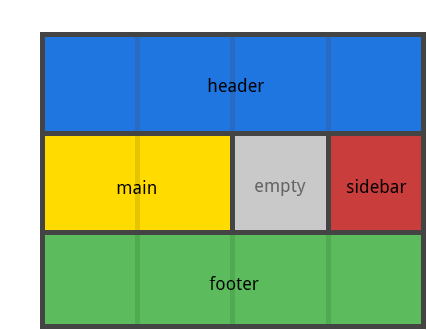 header
main
empty
sidebar
footer